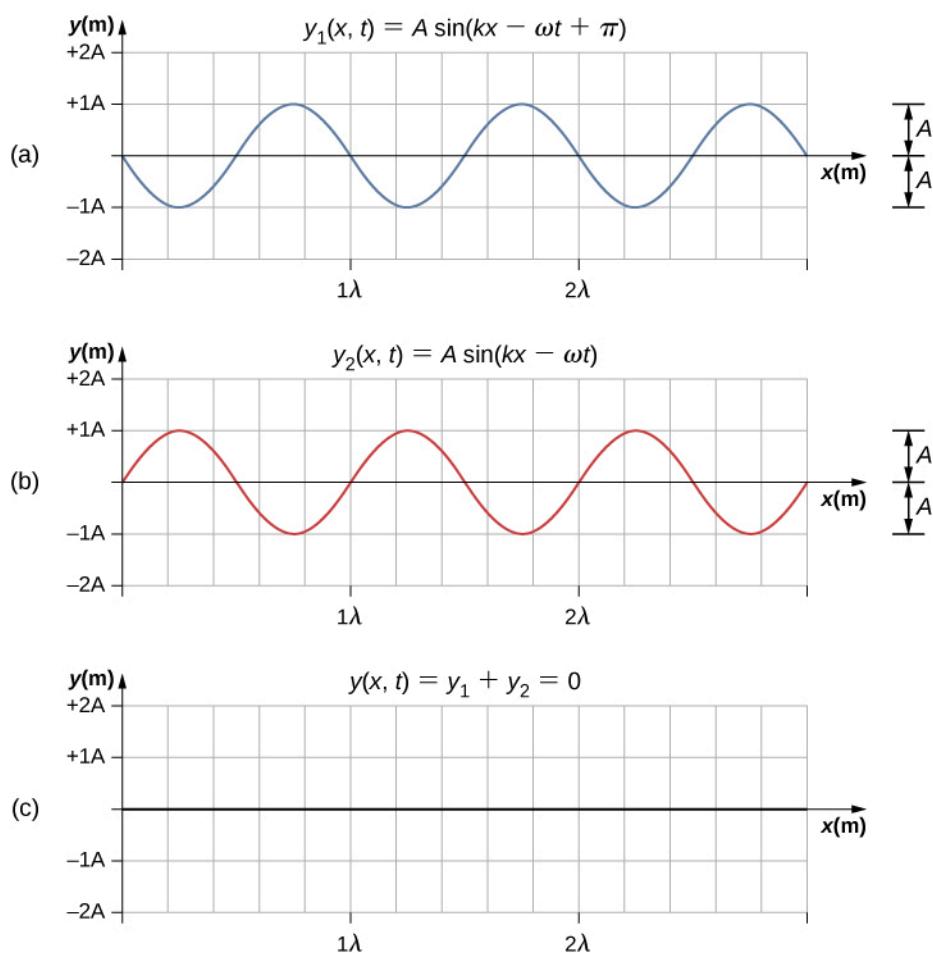 y₁(x, t) = A sin(kx − ωt + π)
y(m)
+2A
+1A
A
(a)
x(m)
A
–1A
–2A
1λ 2λ
y₂(x, t) = A sin(kx − ωt)
y(m)
+2A
+1A
A
(b)
x(m)
A
–1A
–2A
1λ 2λ
y(x, t) = y₁ + y₂ = 0
y(m)
+2A
+1A
(c)
x(m)
–1A
–2A
1λ 2λ